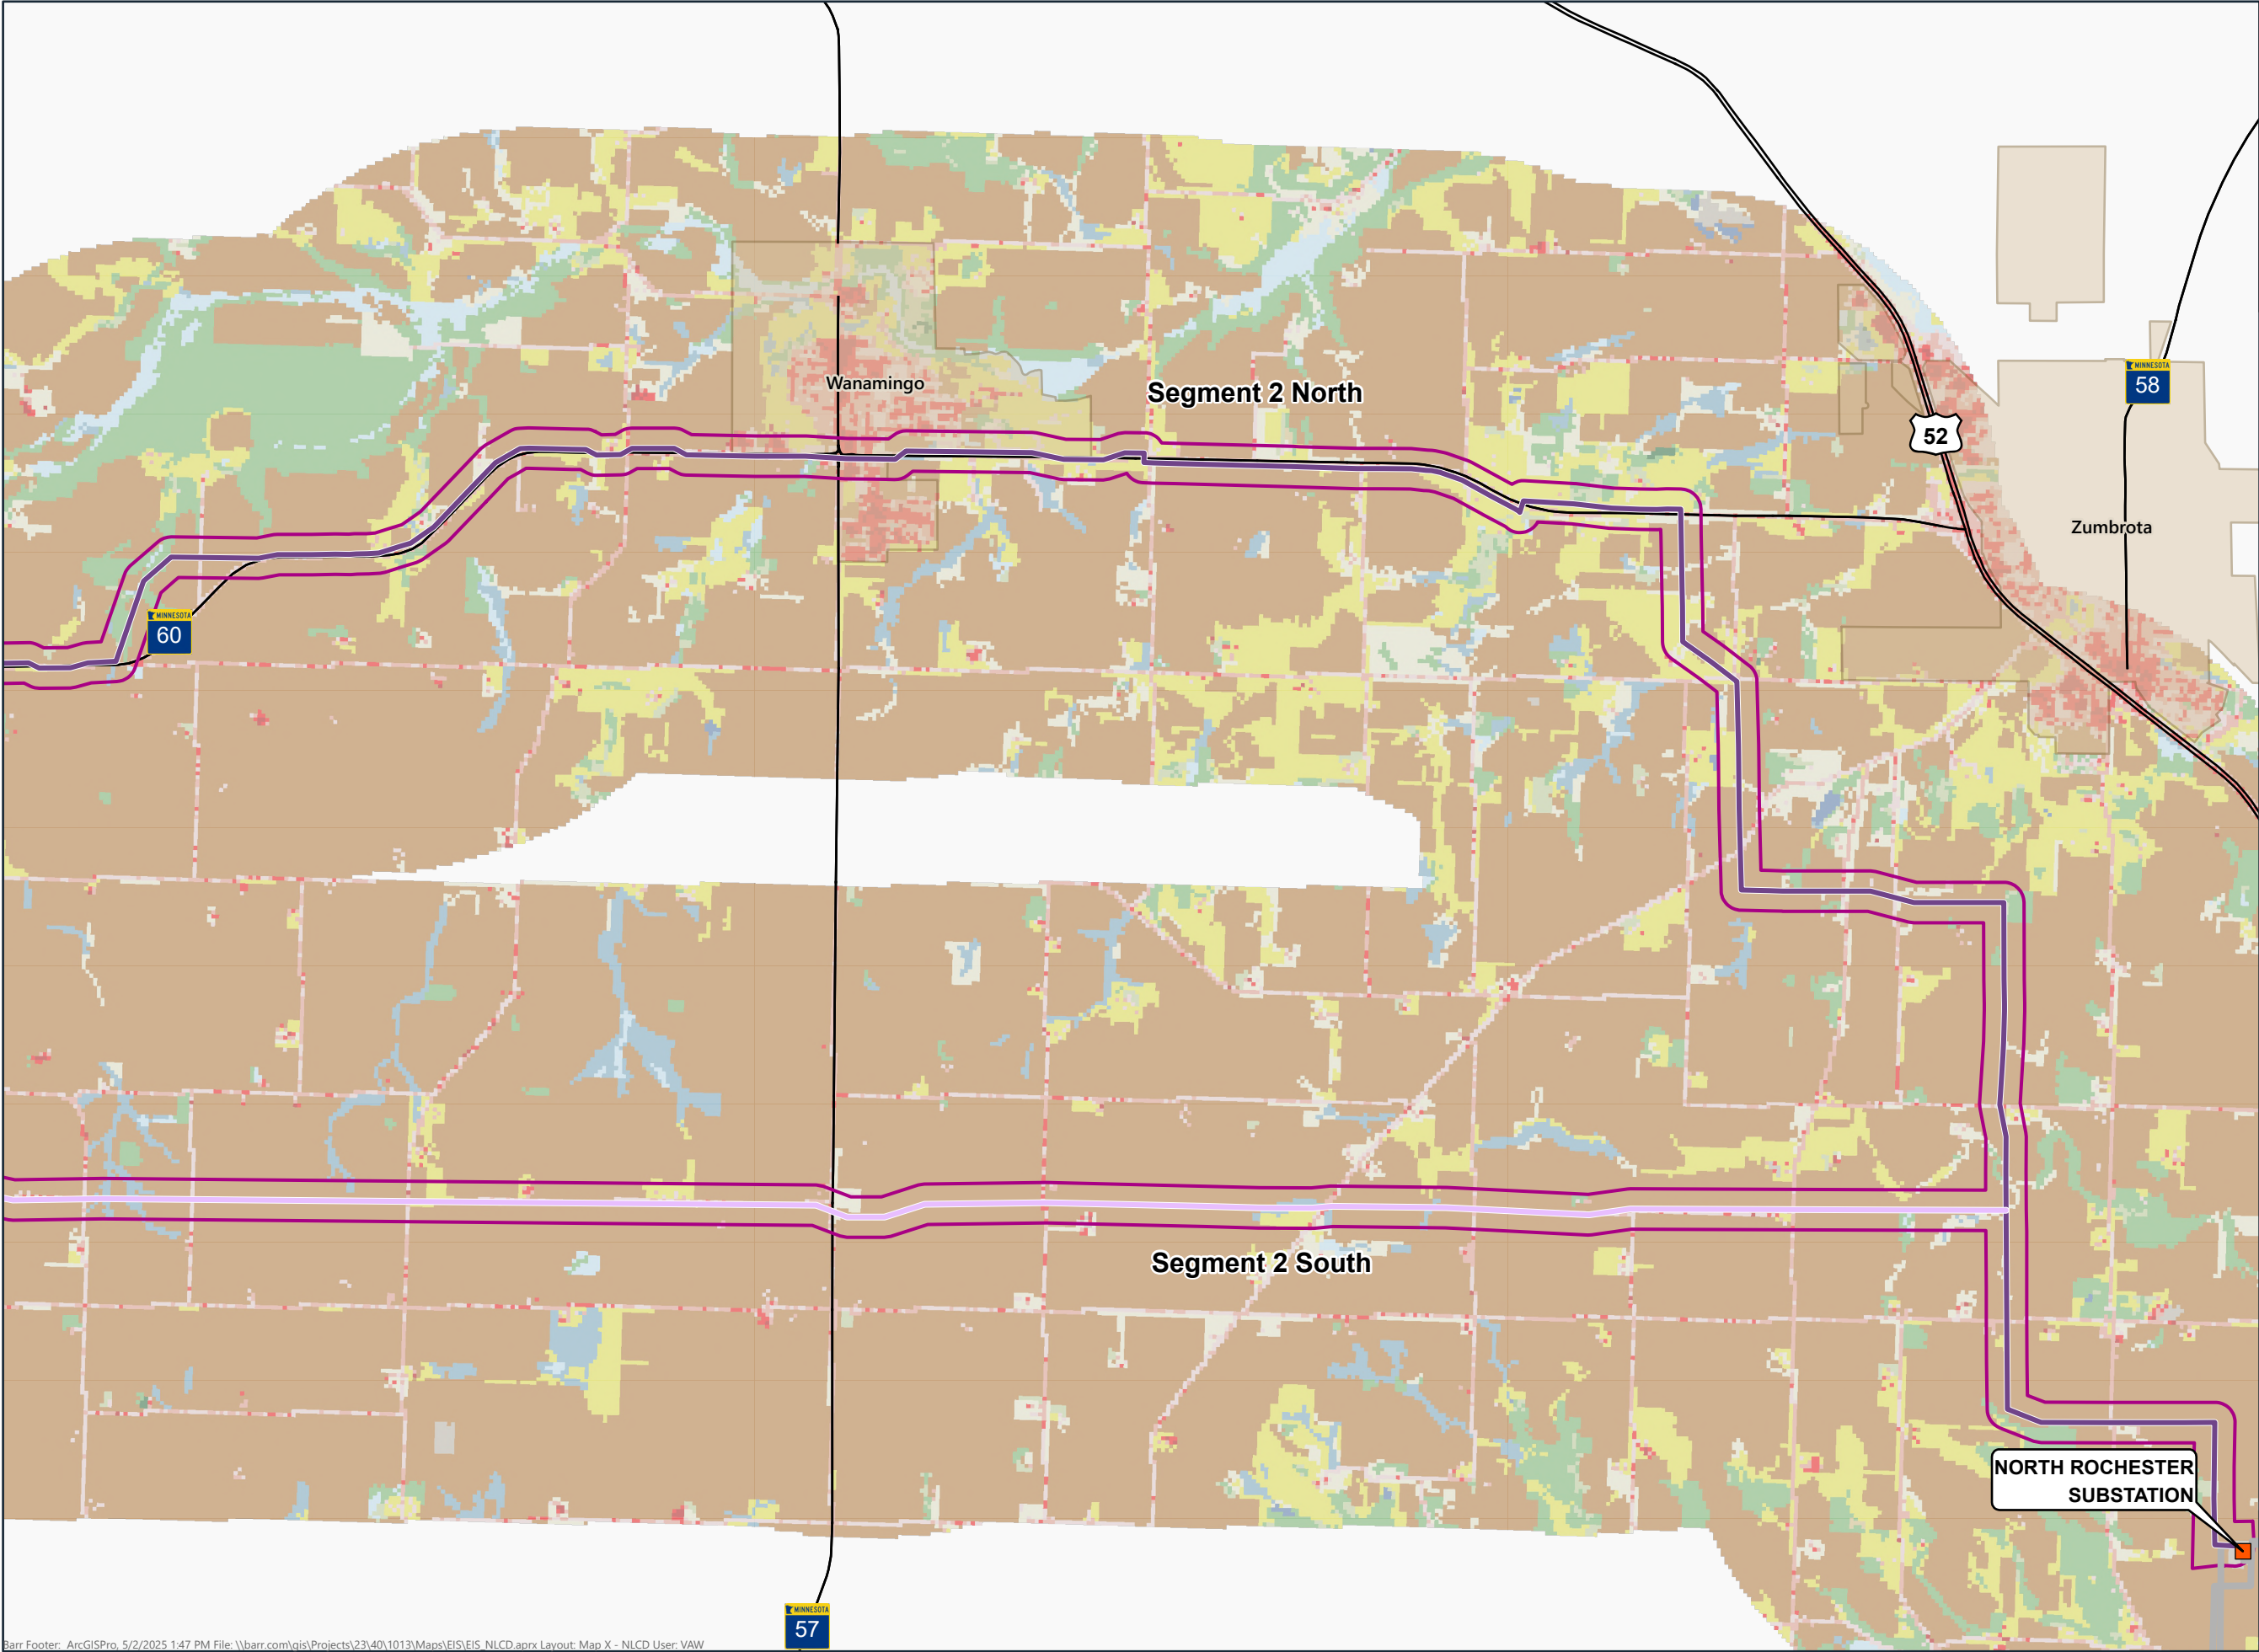 MINNESOTA
58
Wanamingo
Segment 2 North
52
Zumbrota
MINNESOTA
60
Segment 2 South
NORTH ROCHESTER
SUBSTATION
MINNESOTA
57
Barr Footer: ArcGISPro, 5/2/2025 1:47 PM File: \\barr.com\gis\Projects\23\40\1013\Maps\EIS\EIS_NLCD.aprx Layout: Map X - NLCD User: VAW